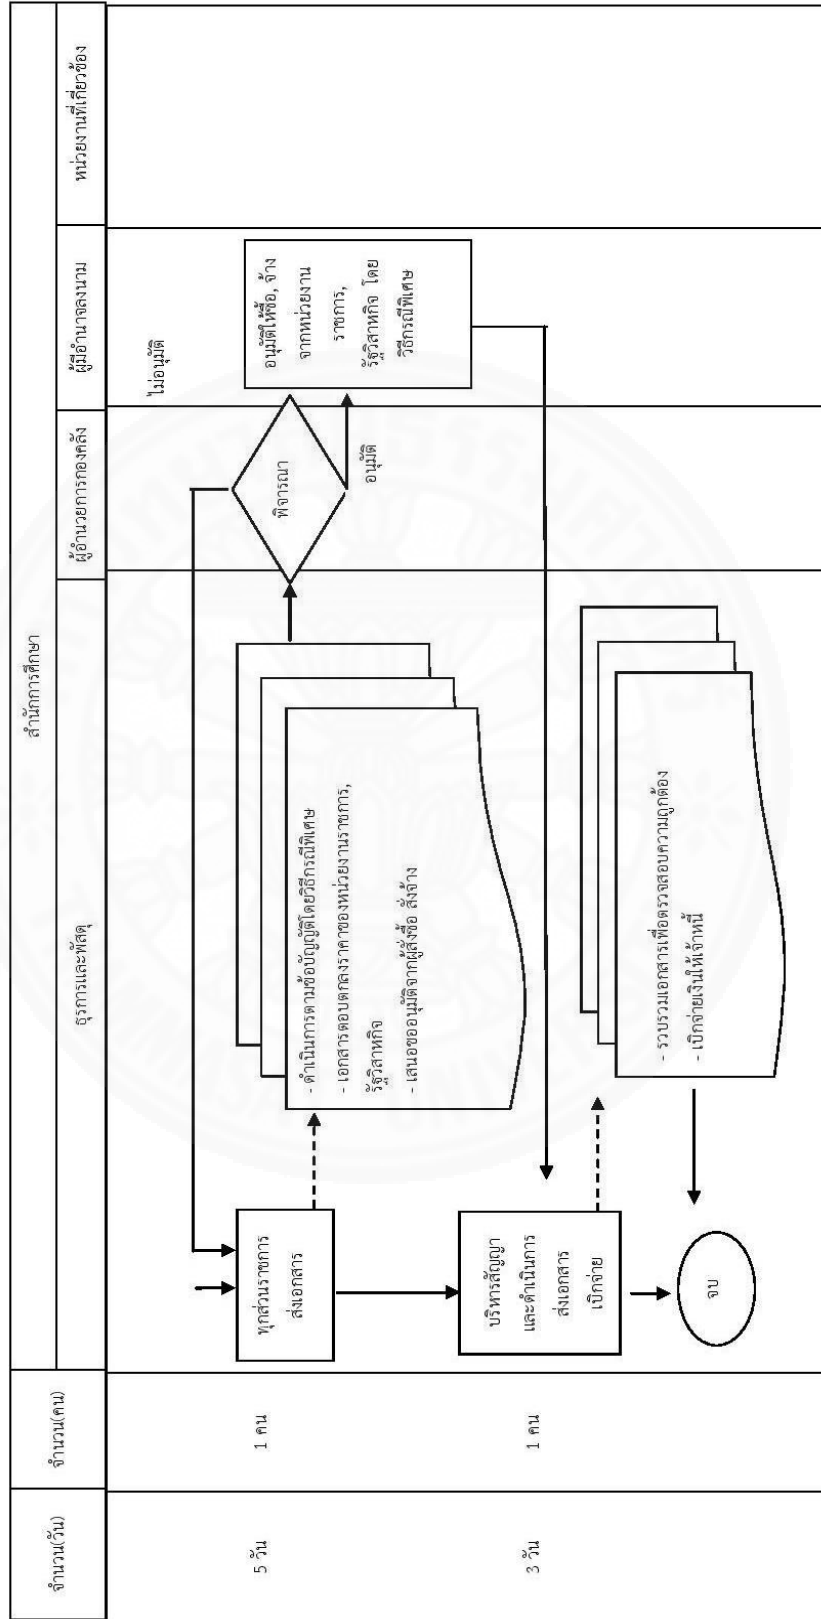 จำนวน(วัน)
จำนวน(คน)
สำนักการศึกษา
ธุรการและพัสดุ
ผู้อำนวยการกองคลัง
ผู้มีอำนาจลงนาม
หน่วยงานที่เกี่ยวข้อง
5 วัน
1 คน
ทุกส่วนราชการ
ส่งเอกสาร
- ดำเนินการตามข้อบัญญัติโดยวิธีกรณีพิเศษ
- เอกสารตอบตกลงราคาของหน่วยงานราชการ,
รัฐวิสาหกิจ
- เสนอขออนุมัติจากผู้สั่งซื้อ สั่งจ้าง
พิจารณา
อนุมัติ
ไม่อนุมัติ
อนุมัติให้ซื้อ, จ้าง
จากหน่วยงาน
ราชการ,
รัฐวิสาหกิจ โดย
วิธีกรณีพิเศษ
3 วัน
1 คน
บริหารสัญญา
และดำเนินการ
ส่งเอกสาร
เบิกจ่าย
- รวบรวมเอกสารเพื่อตรวจสอบความถูกต้อง
- เบิกจ่ายเงินให้เจ้าหนี้
จบ